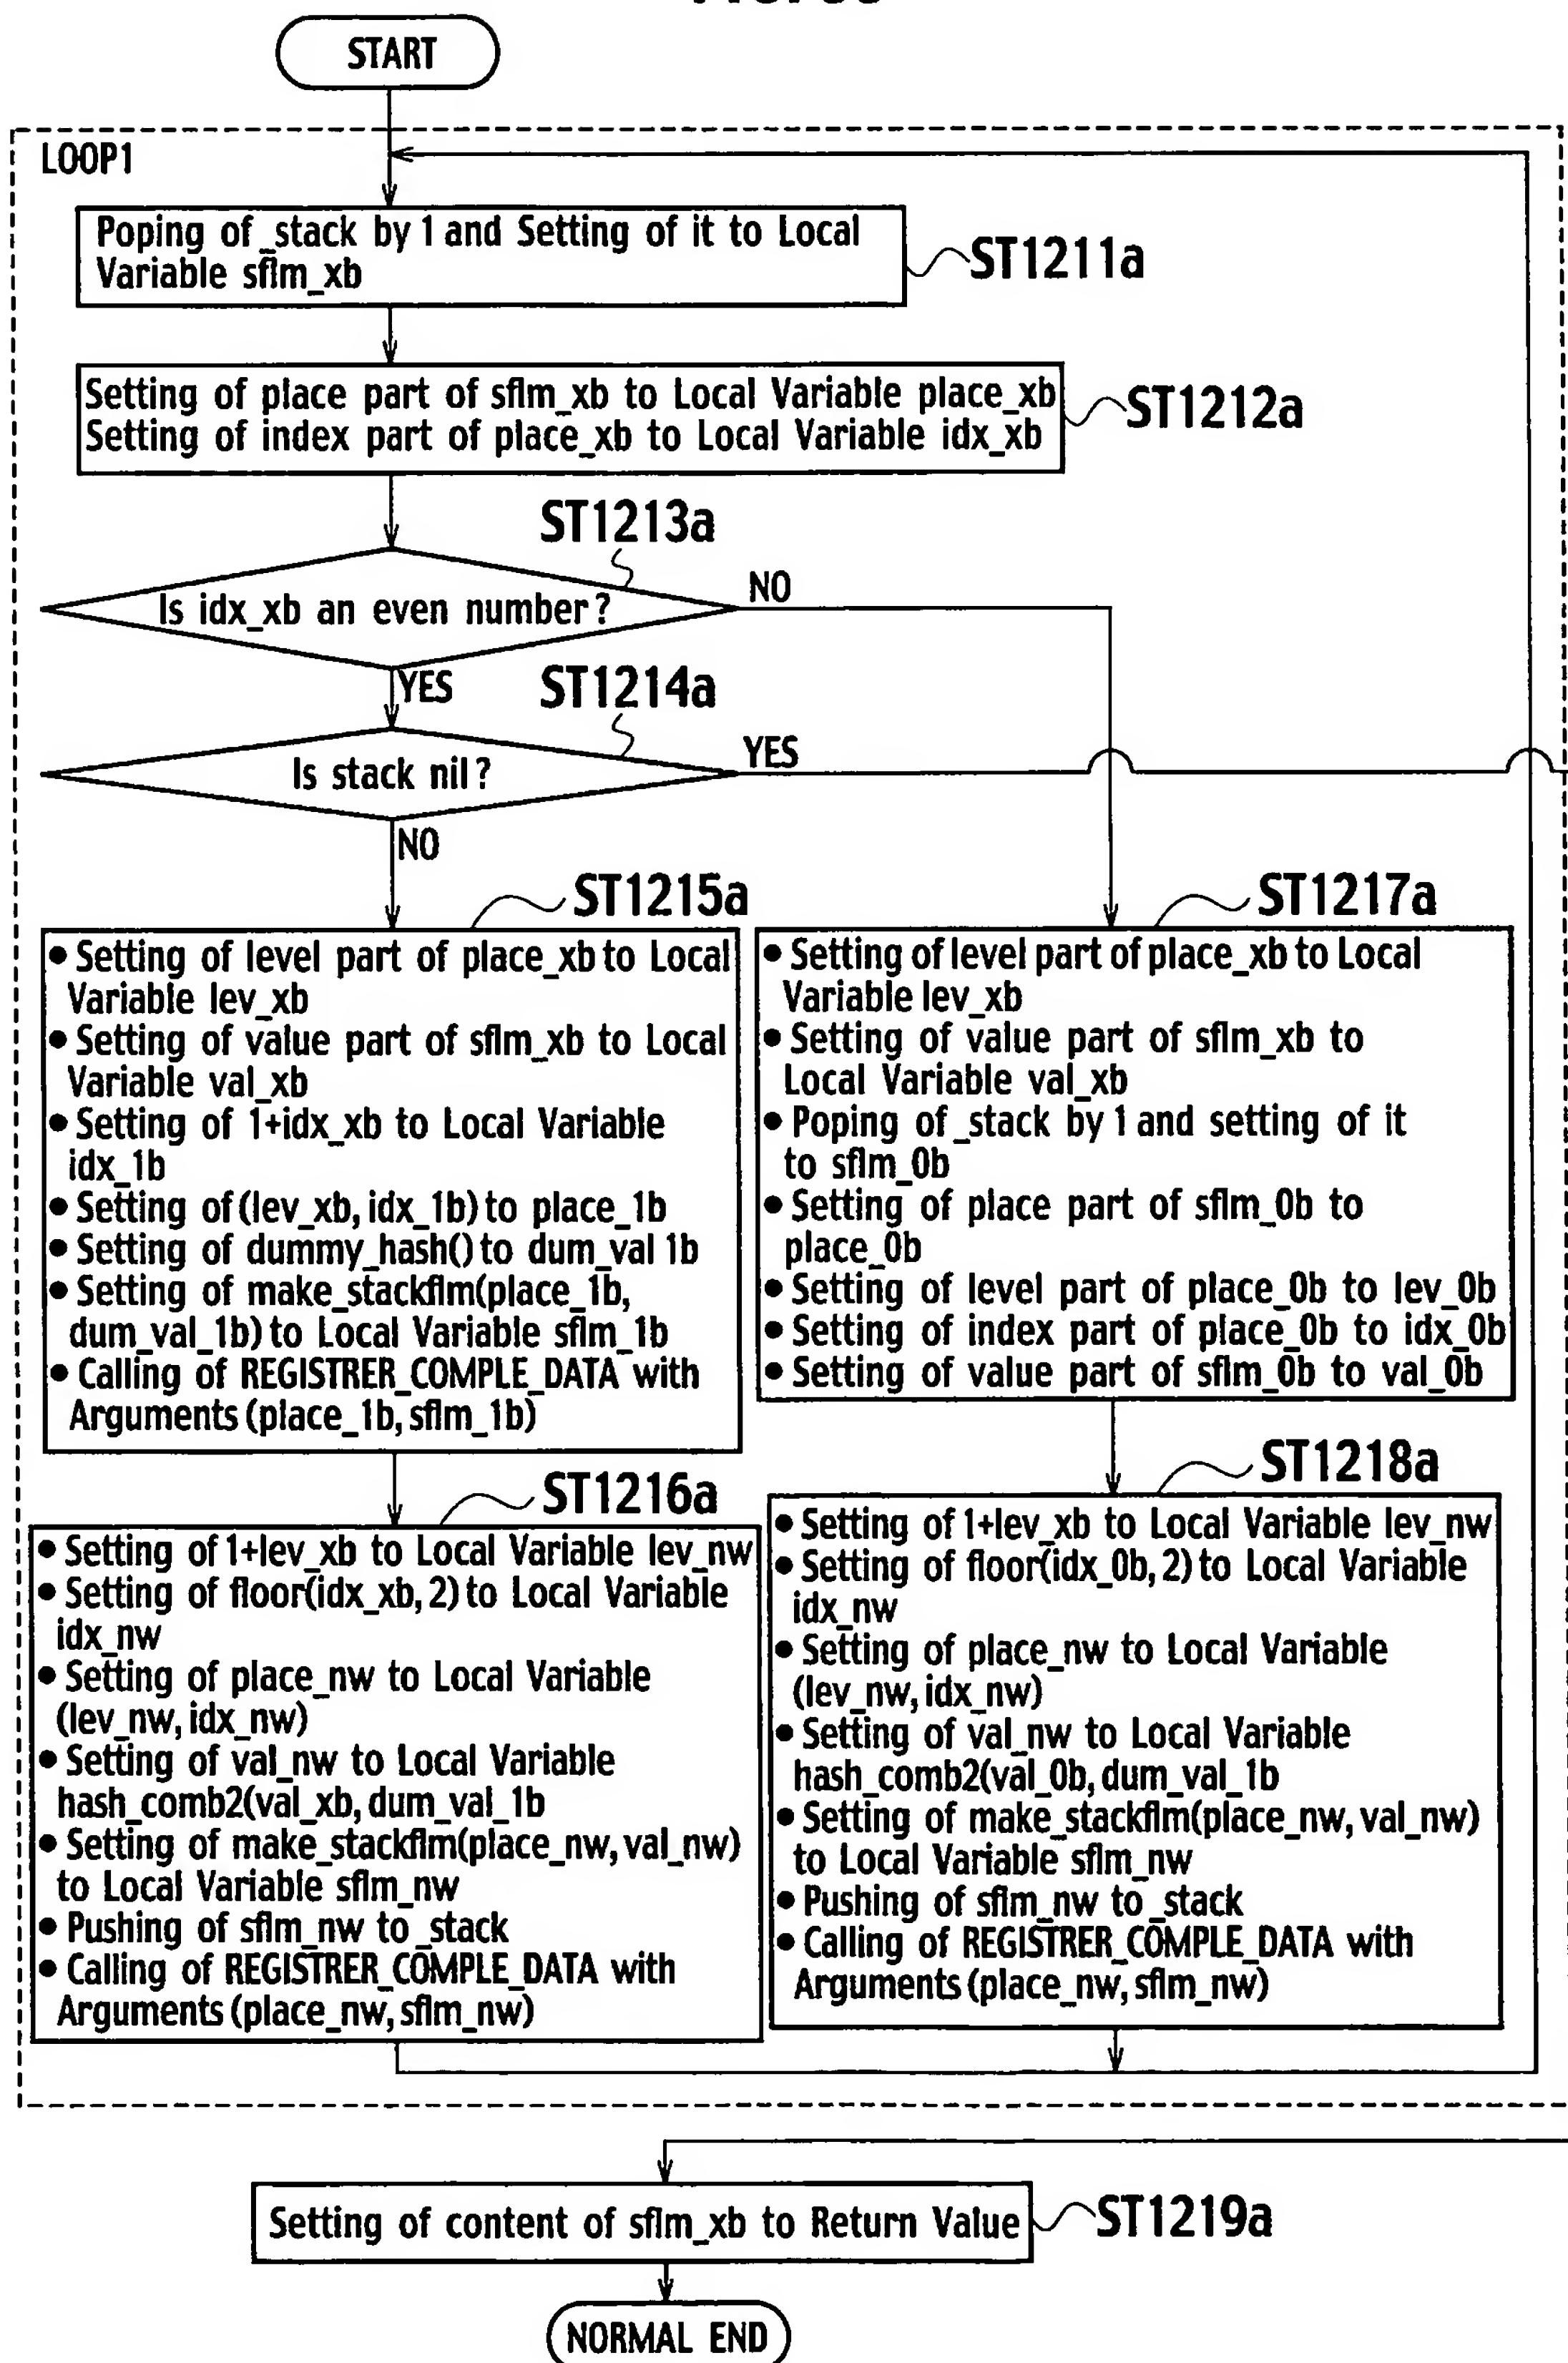 START
LOOP1
Poping of _stack by 1 and Setting of it to Local
Variable sflm_xb
ST1211a
Setting of place part of sflm_xb to Local Variable place_xb
Setting of index part of place_xb to Local Variable idx_xb
ST1212a
ST1213a
Is idx_xb an even number?
NO
YES
ST1214a
Is stack nil?
YES
NO
ST1215a
• Setting of level part of place_xb to Local
Variable lev_xb
• Setting of value part of sflm_xb to Local
Variable val_xb
• Setting of 1+idx_xb to Local Variable
idx_1b
• Setting of (lev_xb, idx_1b) to place_1b
• Setting of dummy_hash() to dum_val 1b
• Setting of make_stackflm(place_1b,
dum_val_1b) to Local Variable sflm_1b
• Calling of REGISTRER_COMPLE_DATA with
Arguments (place_1b, sflm_1b)
ST1217a
• Setting of level part of place_xb to Local
Variable lev_xb
• Setting of value part of sflm_xb to
Local Variable val_xb
• Poping of _stack by 1 and setting of it
to sflm_0b
• Setting of place part of sflm_0b to
place_0b
• Setting of level part of place_0b to lev_0b
• Setting of index part of place_0b to idx_0b
• Setting of value part of sflm_0b to val_0b
ST1216a
• Setting of 1+lev_xb to Local Variable lev_nw
• Setting of floor(idx_xb, 2) to Local Variable
idx_nw
• Setting of place_nw to Local Variable
(lev_nw, idx_nw)
• Setting of val_nw to Local Variable
hash_comb2(val_xb, dum_val_1b
• Setting of make_stackflm(place_nw, val_nw)
to Local Variable sflm_nw
• Pushing of sflm_nw to _stack
• Calling of REGISTRER_COMPLE_DATA with
Arguments (place_nw, sflm_nw)
ST1218a
• Setting of 1+lev_xb to Local Variable lev_nw
• Setting of floor(idx_0b, 2) to Local Variable
idx_nw
• Setting of place_nw to Local Variable
(lev_nw, idx_nw)
• Setting of val_nw to Local Variable
hash_comb2(val_0b, dum_val_1b
• Setting of make_stackflm(place_nw, val_nw)
to Local Variable sflm_nw
• Pushing of sflm_nw to _stack
• Calling of REGISTRER_COMPLE_DATA with
Arguments (place_nw, sflm_nw)
Setting of content of sflm_xb to Return Value
ST1219a
NORMAL END